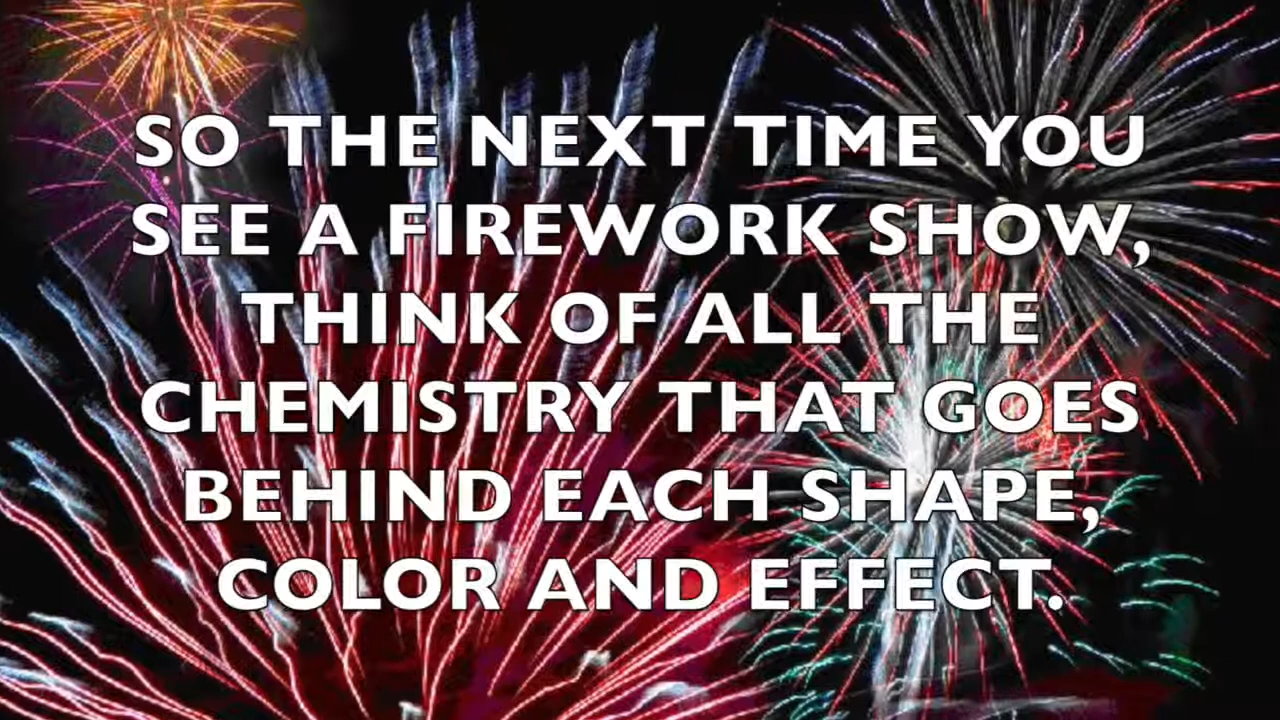 SO THE NEXT TIME YOU
SEE A FIREWORK SHOW,
THINK OF ALL THE
CHEMISTRY THAT GOES
BEHIND EACH SHAPE,
COLOR AND EFFECT.